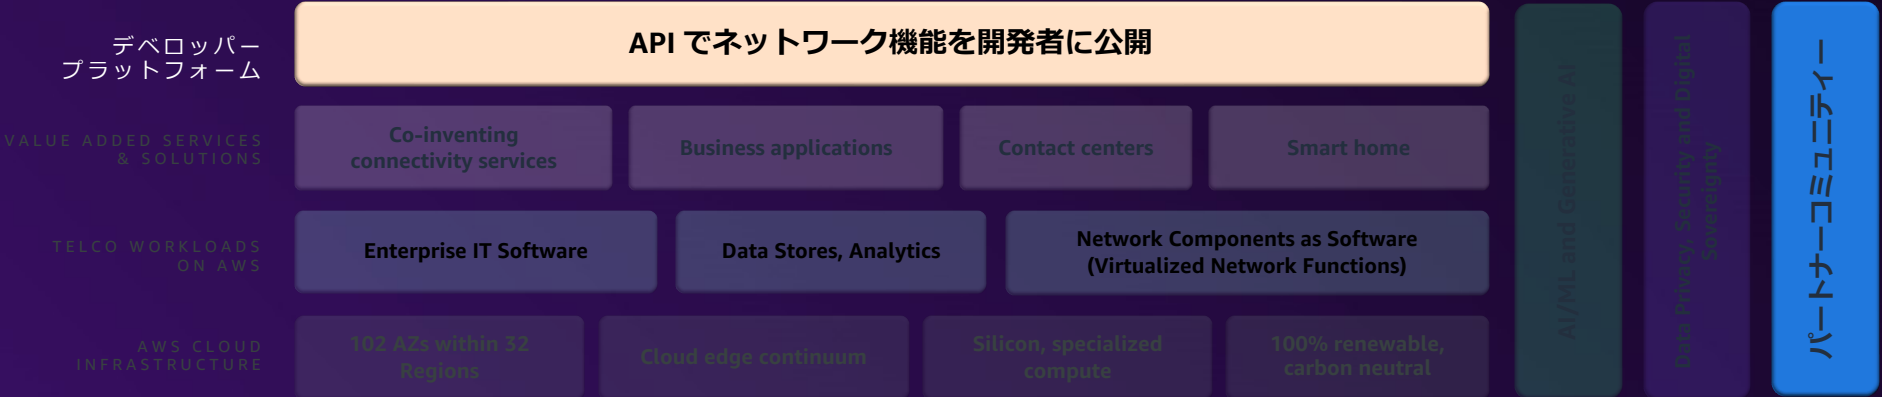 デベロッパー
プラットフォーム
API でネットワーク機能を開発者に公開
VALUE ADDED SERVICES
& SOLUTIONS
Co-inventing
connectivity services
Business applications
Contact centers
Smart home
TELCO WORKLOADS
ON AWS
Enterprise IT Software
Data Stores, Analytics
Network Components as Software
(Virtualized Network Functions)
AWS CLOUD
INFRASTRUCTURE
102 AZs within 32
Regions
Cloud edge continuum
Silicon, specialized
compute
100% renewable,
carbon neutral
AI/ML and Generative AI
Data Privacy, Security and Digital
Sovereignty
パートナーコミュニティー